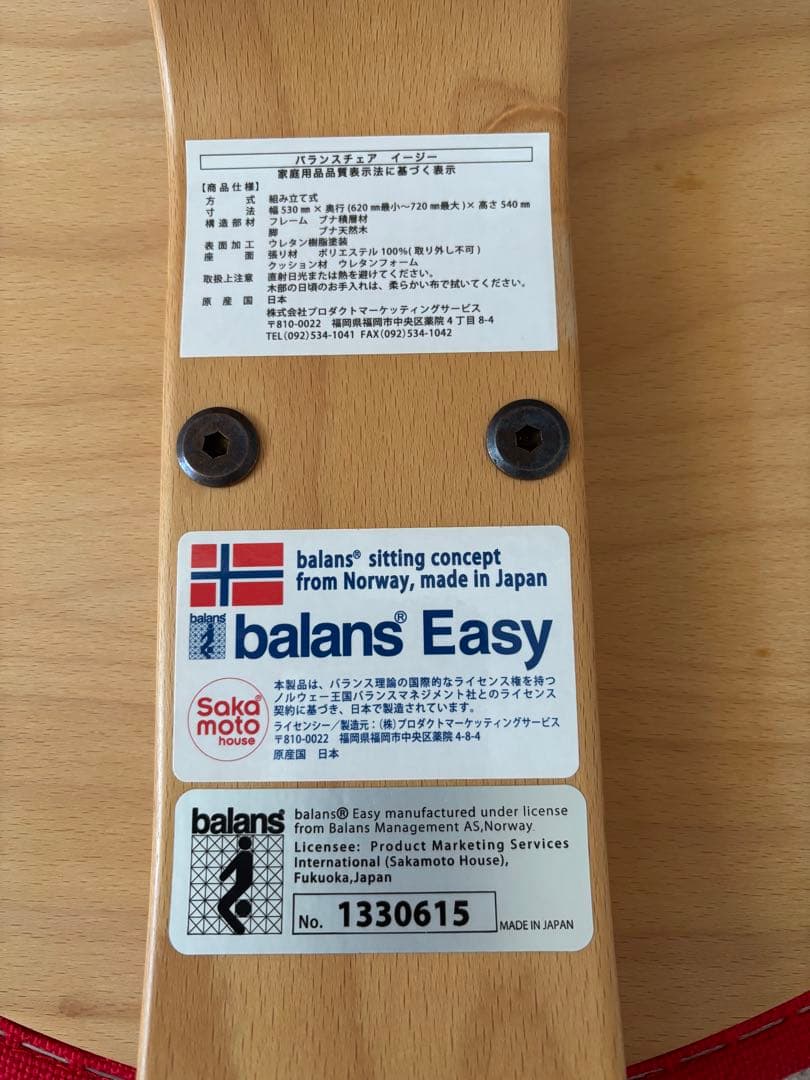 バランスチェア イージー
家庭用品品質表示法に基づく表示
【商品仕様】
方式 組み立て式
寸法 幅530㎜×奥行(620㎜最小〜720㎜最大)×高さ540㎜
構造部材 フレーム ブナ積層材
脚 ブナ天然木
表面加工 ウレタン樹脂塗装
座面 張り材 ポリエステル100%(取り外し不可)
クッション材 ウレタンフォーム
取扱上注意 直射日光または熱を避けてください。
木部の日頃のお手入れは、柔らかい布で拭いてください。
原産国 日本
株式会社プロダクトマーケッティングサービス
〒810-0022 福岡県福岡市中央区薬院4丁目8-4
TEL(092)534-1041 FAX(092)534-1042
balans® sitting concept
from Norway, made in Japan
balans
balans® Easy
Saka®
moto
house
本製品は、バランス理論の国際的なライセンス権を持つ
ノルウェー王国バランスマネジメント社とのライセンス
契約に基づき、日本で製造されています。
ライセンシー/製造元:(株)プロダクトマーケッティングサービス
〒810-0022 福岡県福岡市中央区薬院4-8-4
原産国 日本
balans®
balans® Easy manufactured under license
from Balans Management AS,Norway.
Licensee: Product Marketing Services
International (Sakamoto House),
Fukuoka,Japan
No. 1330615
MADE IN JAPAN